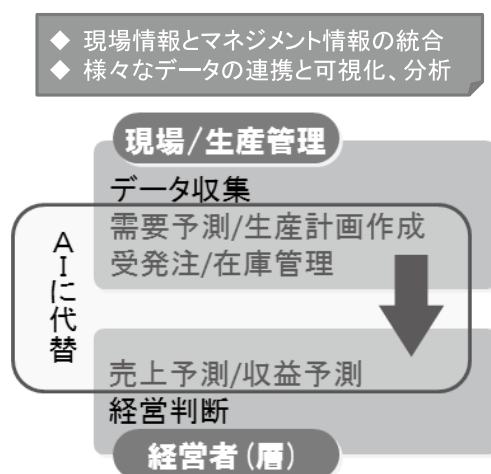 ◆ 現場情報とマネジメント情報の統合
◆ 様々なデータの連携と可視化、分析
現場/生産管理
データ収集
需要予測/生産計画作成
受発注/在庫管理
AIに代替
売上予測/収益予測
経営判断
経営者(層)